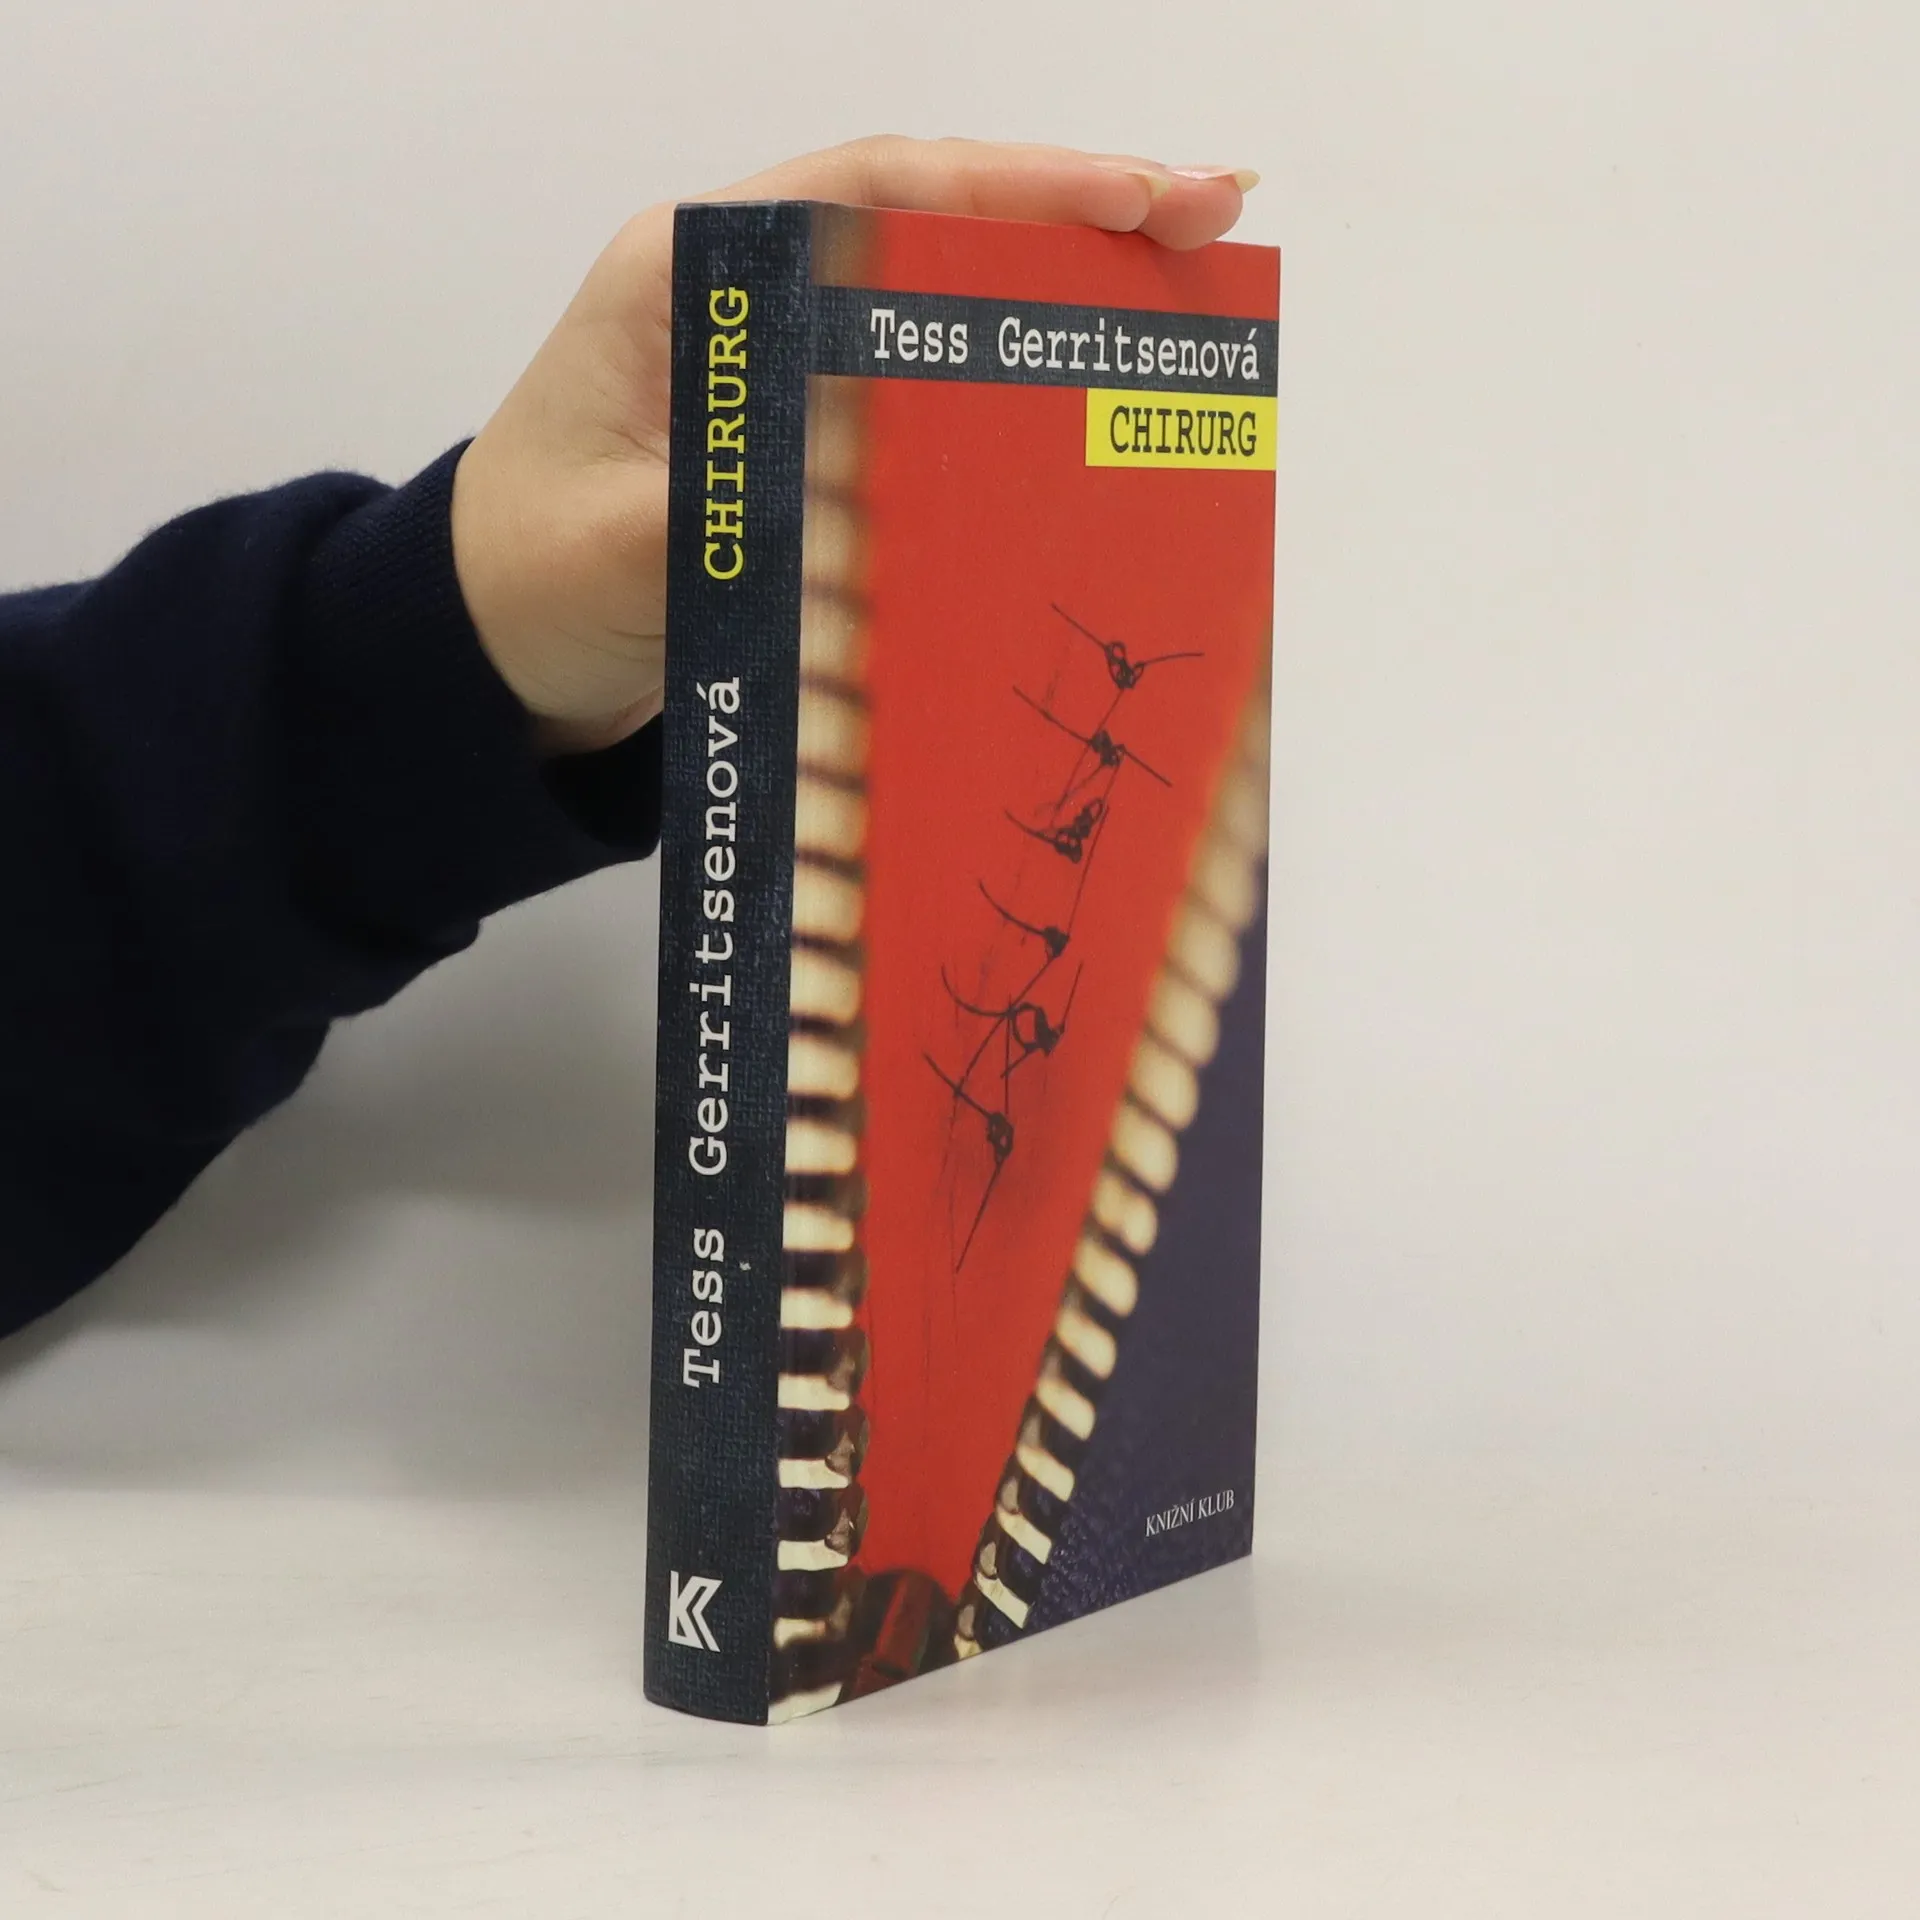 Tess Gerritsenová
CHIRURG
KNIŽNÍ KLUB
Tess Gerritsenová CHIRURG